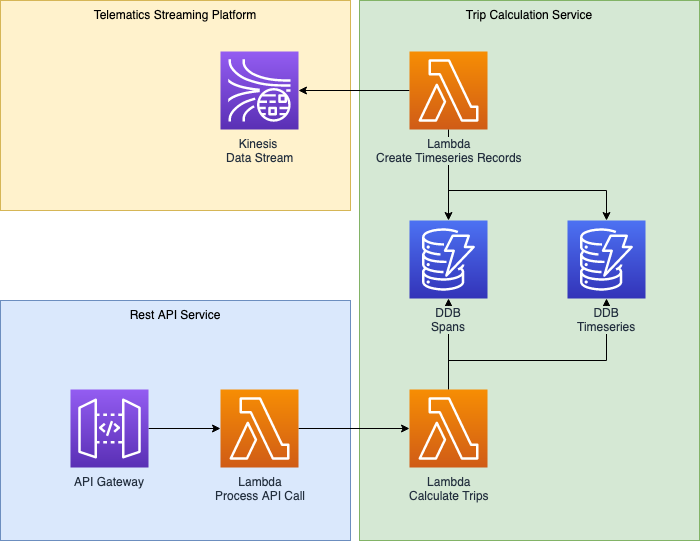 Telematics Streaming Platform
Trip Calculation Service
Kinesis
Data Stream
Lambda
Create Timeseries Records
DDB
Spans
DDB
Timeseries
Rest API Service
API Gateway
Lambda
Process API Call
Lambda
Calculate Trips